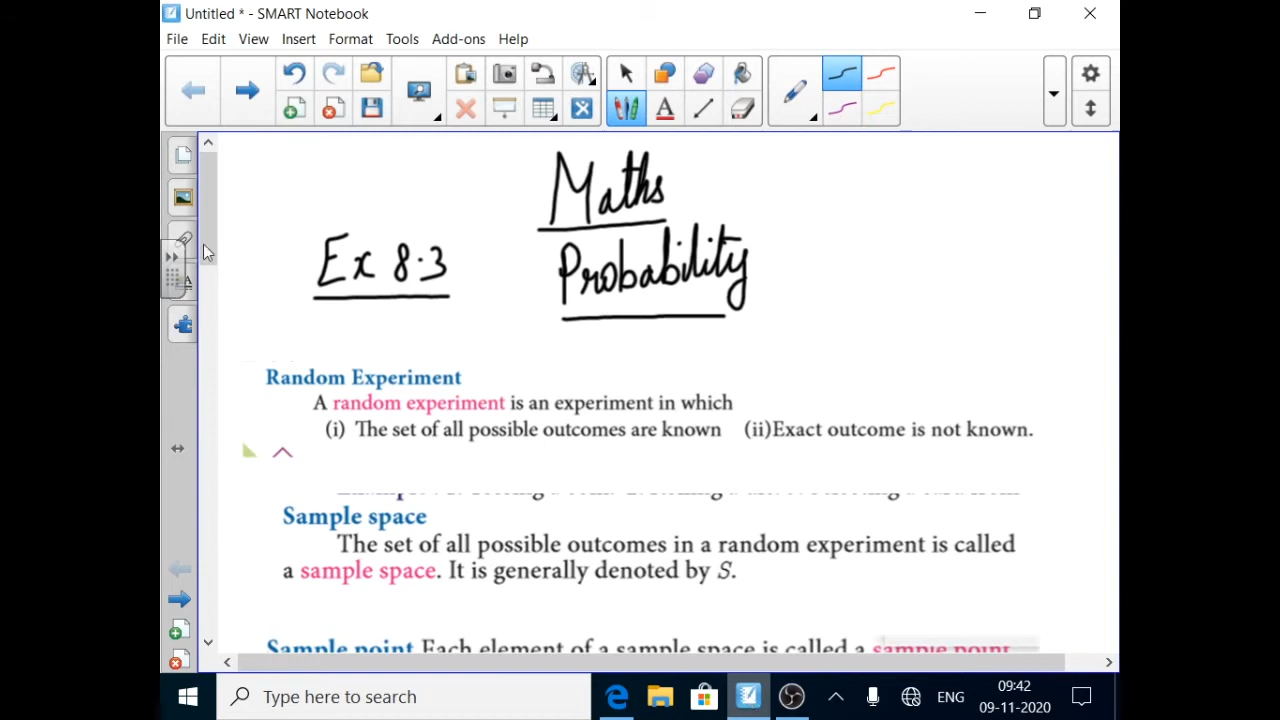 Untitled * - SMART Notebook
File Edit View Insert Format Tools Add-ons Help
Maths
Ex 8.3 Probability
Random Experiment
A random experiment is an experiment in which
(i) The set of all possible outcomes are known (ii)Exact outcome is not known.
Sample space
The set of all possible outcomes in a random experiment is called
a sample space. It is generally denoted by S.
Sample point Each element of a sample space is called a sample point
Type here to search
ENG
09:42
09-11-2020